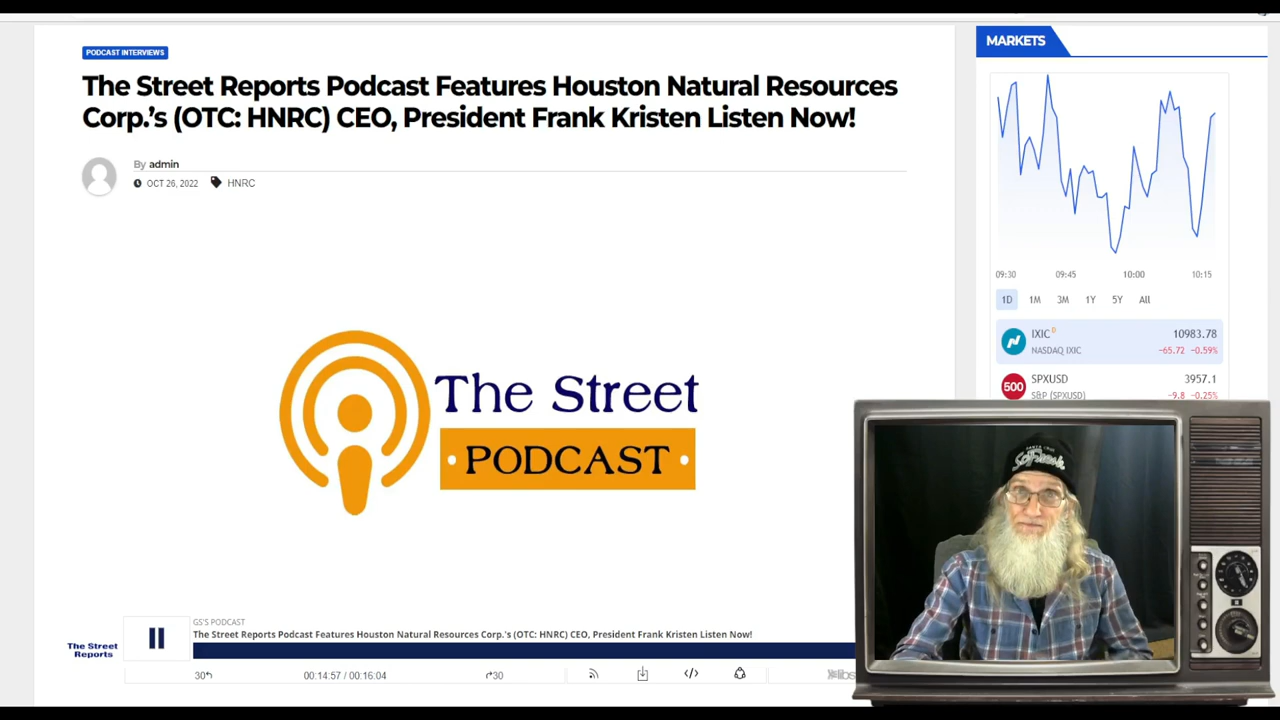 PODCAST INTERVIEWS
The Street Reports Podcast Features Houston Natural Resources
Corp.'s (OTC: HNRC) CEO, President Frank Kristen Listen Now!
By admin
OCT 26, 2022 HNRC
The Street
PODCAST
The Street
Reports
GS'S PODCAST
The Street Reports Podcast Features Houston Natural Resources Corp.'s (OTC: HNRC) CEO, President Frank Kristen Listen Now!
30
00:14:57 / 00:16:04
30
MARKETS
09:30 09:45 10:00 10:15
1D 1M 3M 1Y 5Y All
IXIC D 10983.78
NASDAQ IXIC -65.72 -0.59%
500
SPXUSD 3957.1
S&P (SPXUSD) -9.8 -0.25%